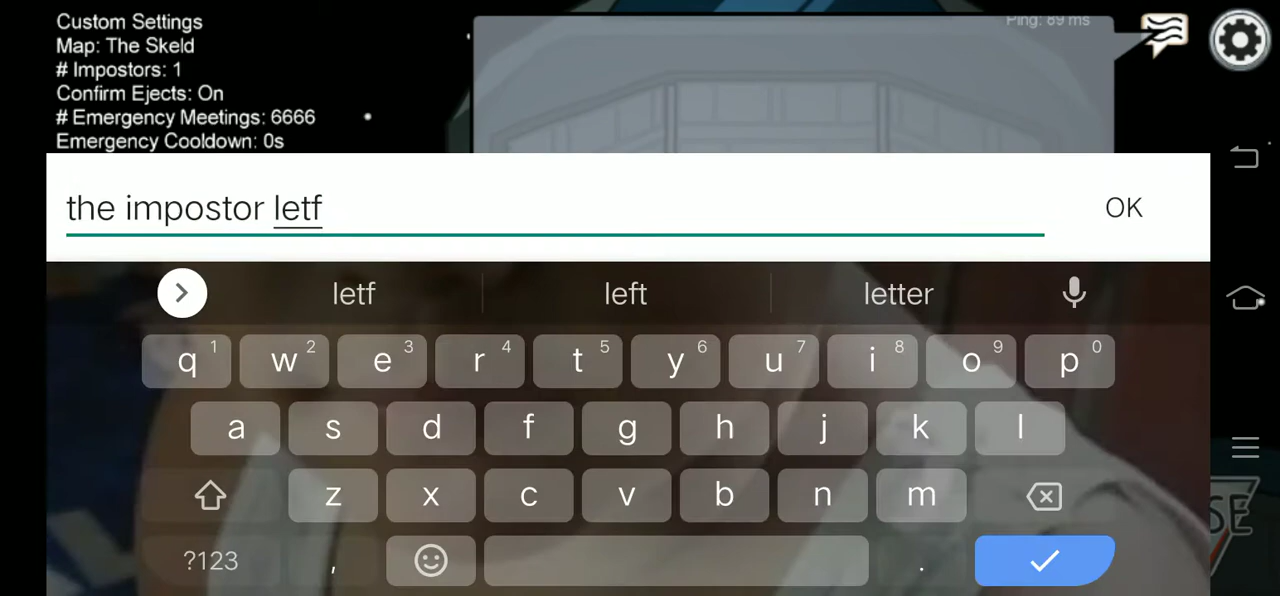 Custom Settings
Map: The Skeld
# Impostors: 1
Confirm Ejects: On
# Emergency Meetings: 6666
Emergency Cooldown: 0s
Ping: 89 ms
the impostor letf
OK
letf left letter
q 1 w 2 e 3 r 4 t 5 y 6 u 7 i 8 o 9 p 0
a s d f g h j k l
z x c v b n m
?123 , .